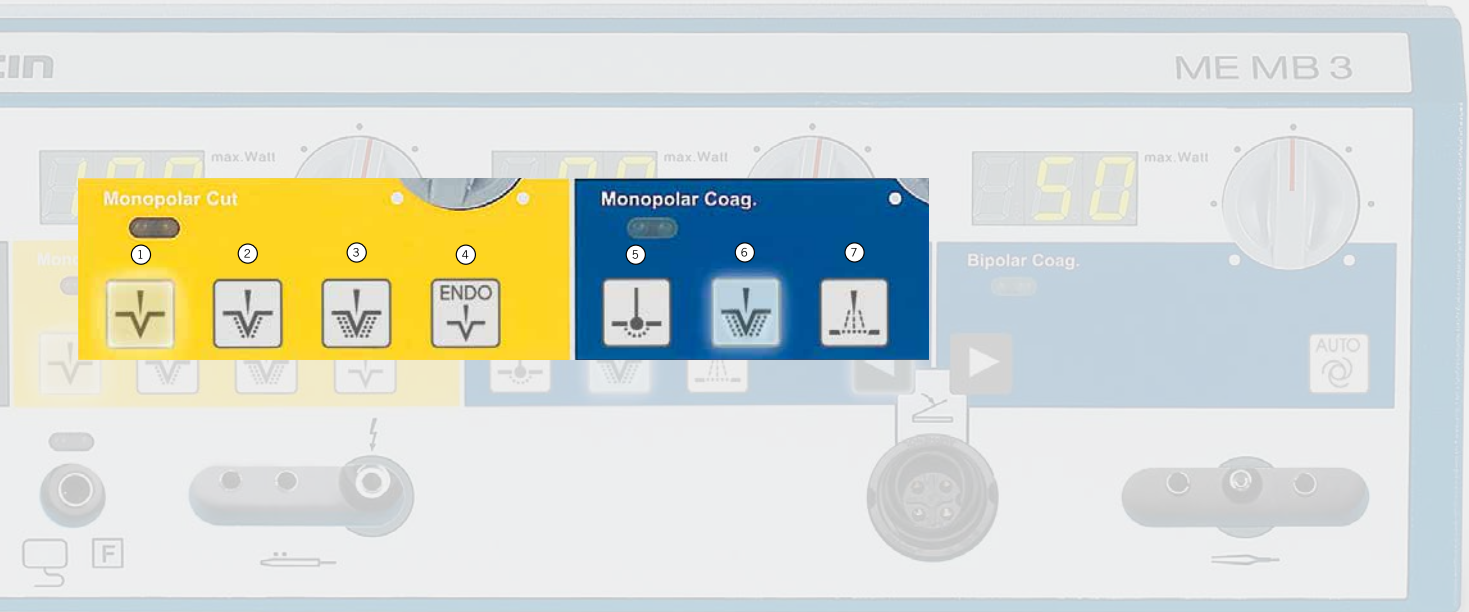 ME MB 3
max.Watt
max.Watt
50 max.Watt
Monopolar Cut
Monopolar Coag.
1 2 3 4 5 6 7
ENDO
Bipolar Coag.
AUTO
F